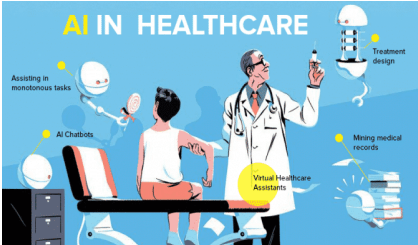 AI IN HEALTHCARE
Assisting in
monotonous tasks
Treatment
design
AI Chatbots
Mining medical
records
Virtual Healthcare
Assistants